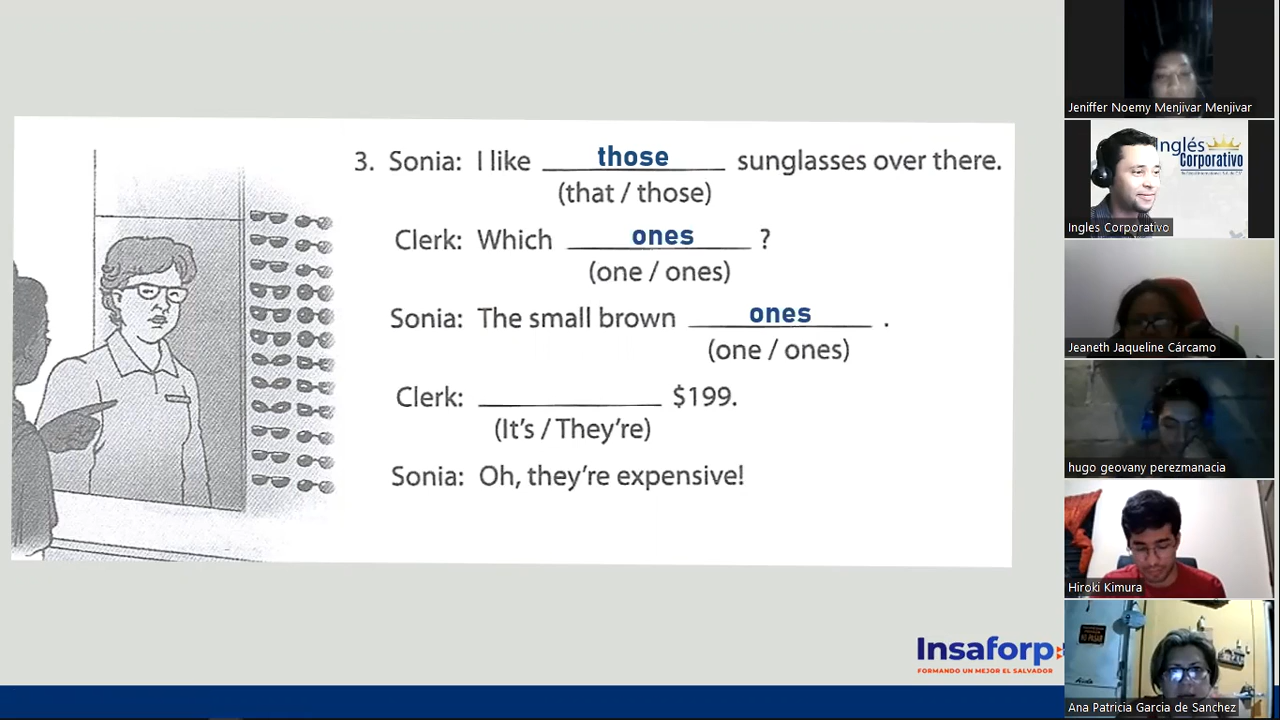 3. Sonia: I like those sunglasses over there.
(that / those)
Clerk: Which ones ?
(one / ones)
Sonia: The small brown ones .
(one / ones)
Clerk: ____________ $199.
(It's / They're)
Sonia: Oh, they're expensive!
Insaforp
FORMANDO UN MEJOR EL SALVADOR
Jeniffer Noemy Menjivar Menjivar
Inglés
Corporativo
Ingles Corporativo
Jeaneth Jaqueline Cárcamo
hugo geovany perezmanacia
Hiroki Kimura
NO PASAR
Ana Patricia Garcia de Sanchez